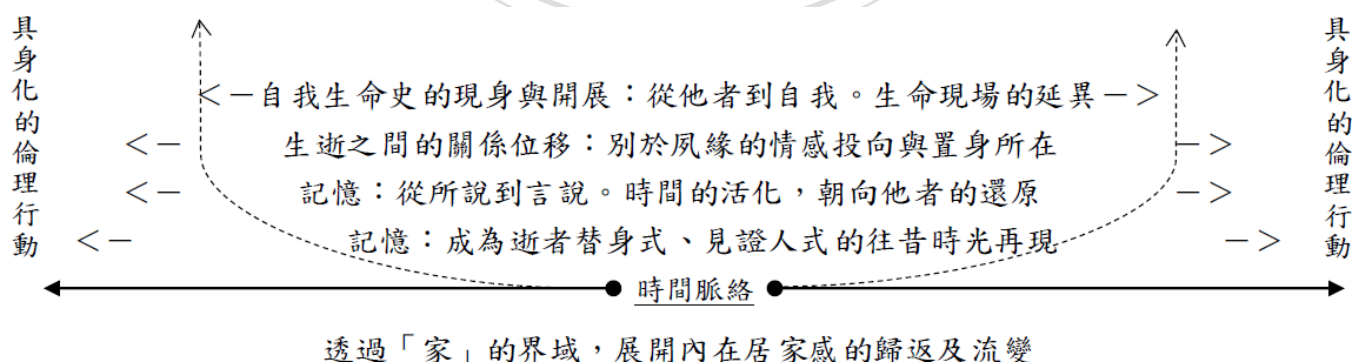 具身化的倫理行動
<－自我生命史的現身與開展：從他者到自我。生命現場的延異－>
<－ 生逝之間的關係位移：別於夙緣的情感投向與置身所在 －>
<－ 記憶：從所說到言說。時間的活化，朝向他者的還原 －>
<－ 記憶：成為逝者替身式、見證人式的往昔時光再現 －>
具身化的倫理行動
時間脈絡
透過「家」的界域，展開內在居家感的歸返及流變